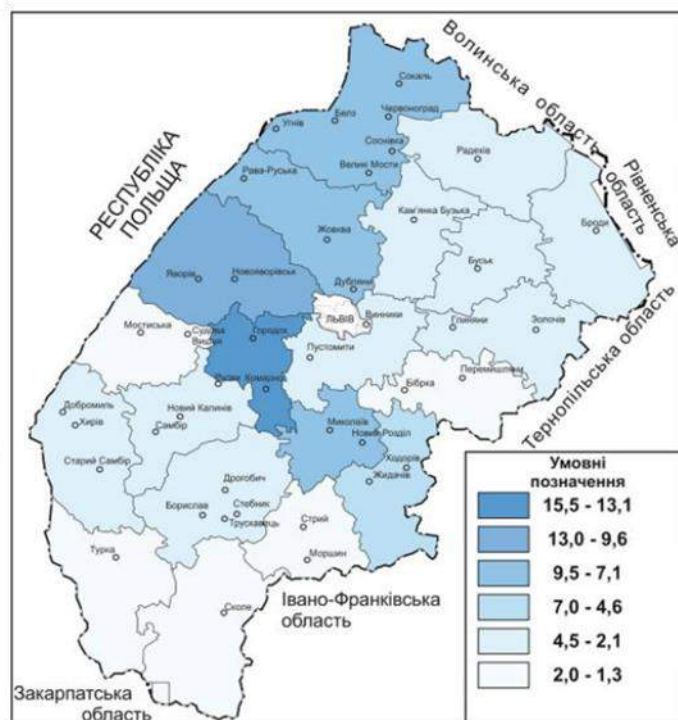 Волинська область
Рівненська
область
РЕСПУБЛІКА
ПОЛЬЩА
Сокаль
Червоноград
Белз
Угнів
Соснівка
Великі Мости
Радехів
Рава-Руська
Кам'янка Бузька
Броди
Жовква
Буськ
Яворів
Новояворівськ
Дубляни
ЛЬВІВ
Винники
Глиняни
Золочів
Мостиська
Судова
Вишня
Городок
Пустомити
Комарно
Бібрка
Перемишляни
Тернопільська область
Добромиль
Хирів
Новий Калинів
Самбір
Миколаїв
Новий Розділ
Ходорів
Жидачів
Старий Самбір
Дрогобич
Борислав
Стебник
Трускавець
Стрий
Моршин
Турка
Сколе
Івано-Франківська
область
Закарпатська
область
Умовні
позначення
15,5 - 13,1
13,0 - 9,6
9,5 - 7,1
7,0 - 4,6
4,5 - 2,1
2,0 - 1,3